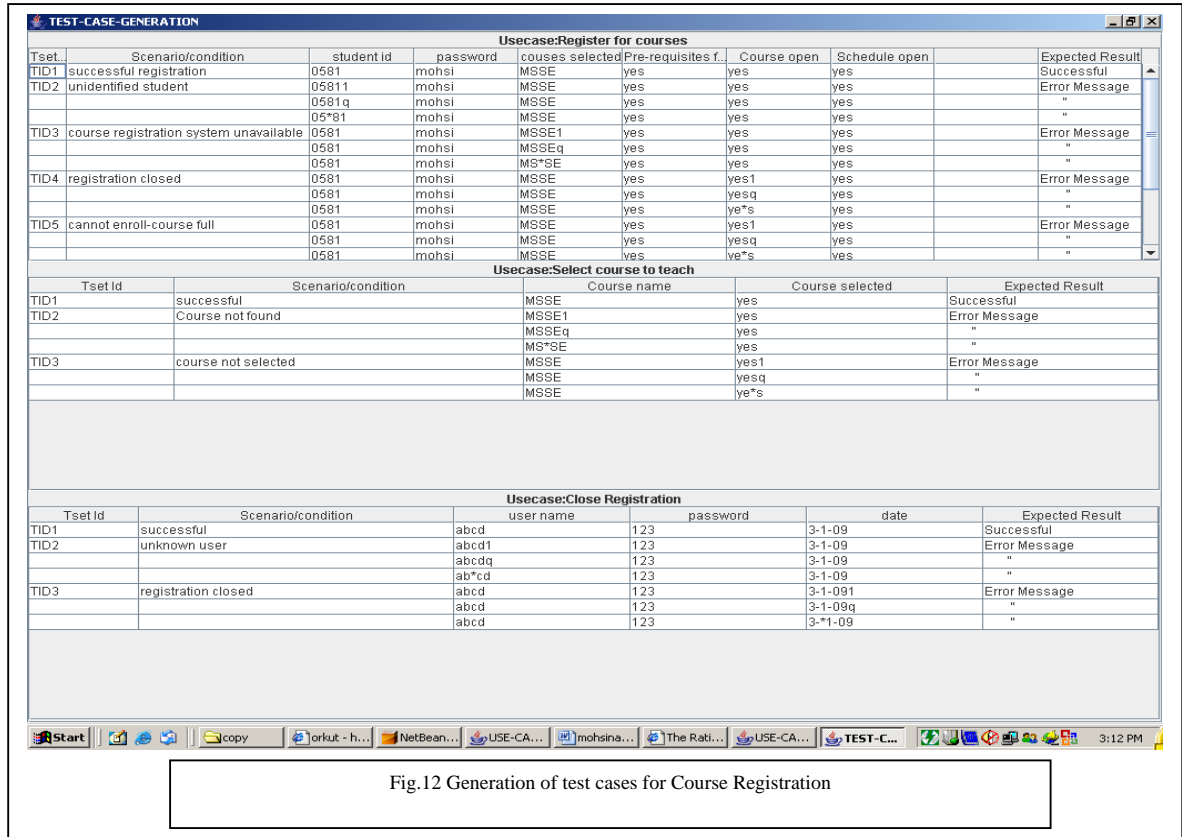 TEST-CASE-GENERATION
Usecase:Register for courses
Tset... Scenario/condition student id password couses selected Pre-requisites f... Course open Schedule open Expected Result
TID1 successful registration 0581 mohsi MSSE yes yes yes Successful
TID2 unidentified student 05811 mohsi MSSE yes yes yes Error Message
0581q mohsi MSSE yes yes yes "
05*81 mohsi MSSE yes yes yes "
TID3 course registration system unavailable 0581 mohsi MSSE1 yes yes yes Error Message
0581 mohsi MSSEq yes yes yes "
0581 mohsi MS*SE yes yes yes "
TID4 registration closed 0581 mohsi MSSE yes yes1 yes Error Message
0581 mohsi MSSE yes yesq yes "
0581 mohsi MSSE yes ye*s yes "
TID5 cannot enroll-course full 0581 mohsi MSSE yes yes1 yes Error Message
0581 mohsi MSSE yes yesq yes "
0581 mohsi MSSE yes ye*s yes "
Usecase:Select course to teach
Tset Id Scenario/condition Course name Course selected Expected Result
TID1 successful MSSE yes Successful
TID2 Course not found MSSE1 yes Error Message
MSSEq yes "
MS*SE yes "
TID3 course not selected MSSE yes1 Error Message
MSSE yesq "
MSSE ye*s "
Usecase:Close Registration
Tset Id Scenario/condition user name password date Expected Result
TID1 successful abcd 123 3-1-09 Successful
TID2 unknown user abcd1 123 3-1-09 Error Message
abcdq 123 3-1-09 "
ab*cd 123 3-1-09 "
TID3 registration closed abcd 123 3-1-091 Error Message
abcd 123 3-1-09q "
abcd 123 3-*1-09 "
Start copy orkut - h... NetBean... USE-CA... mohsina... The Rati... USE-CA... TEST-C... 3:12 PM
Fig.12 Generation of test cases for Course Registration